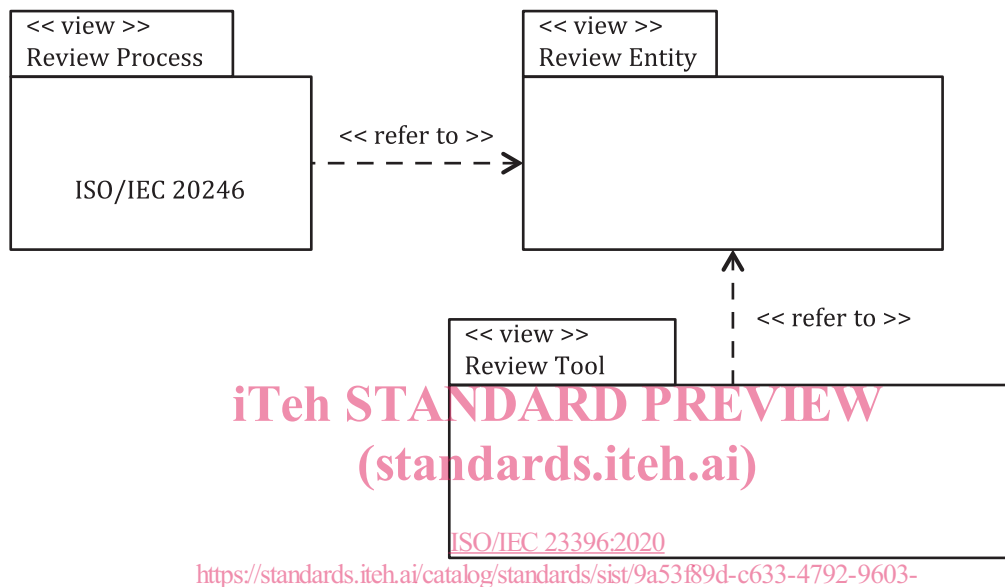 << view >>
Review Process
<< view >>
Review Entity
<< refer to >>
ISO/IEC 20246
<< refer to >>
<< view >>
Review Tool
iTeh STANDARD PREVIEW
(standards.iteh.ai)
ISO/IEC 23396:2020
https://standards.iteh.ai/catalog/standards/sist/9a53f89d-c633-4792-9603-